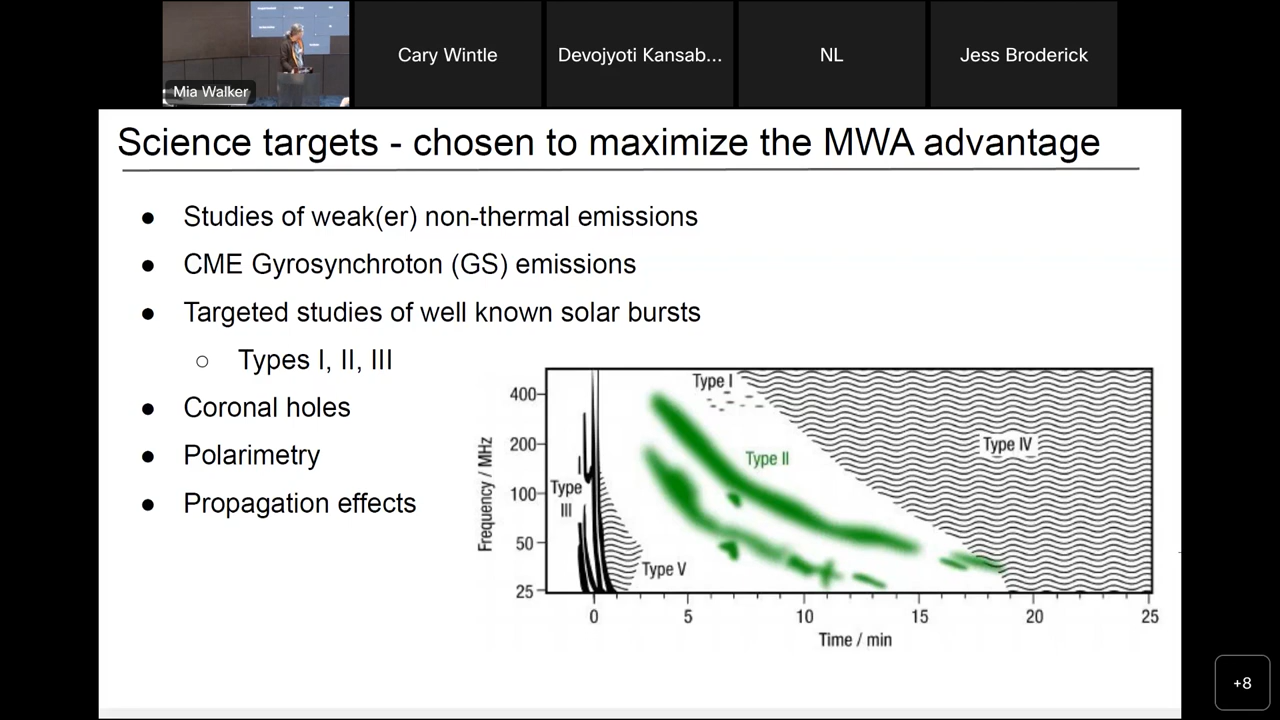 Mia Walker
Cary Wintle
Devojyoti Kansab...
NL
Jess Broderick
Science targets - chosen to maximize the MWA advantage
● Studies of weak(er) non-thermal emissions
● CME Gyrosynchroton (GS) emissions
● Targeted studies of well known solar bursts
○ Types I, II, III
● Coronal holes
● Polarimetry
● Propagation effects
Frequency / MHz
400
200
100
50
25
Type I
Type II
Type IV
Type
III
Type V
0 5 10 15 20 25
Time / min
+8